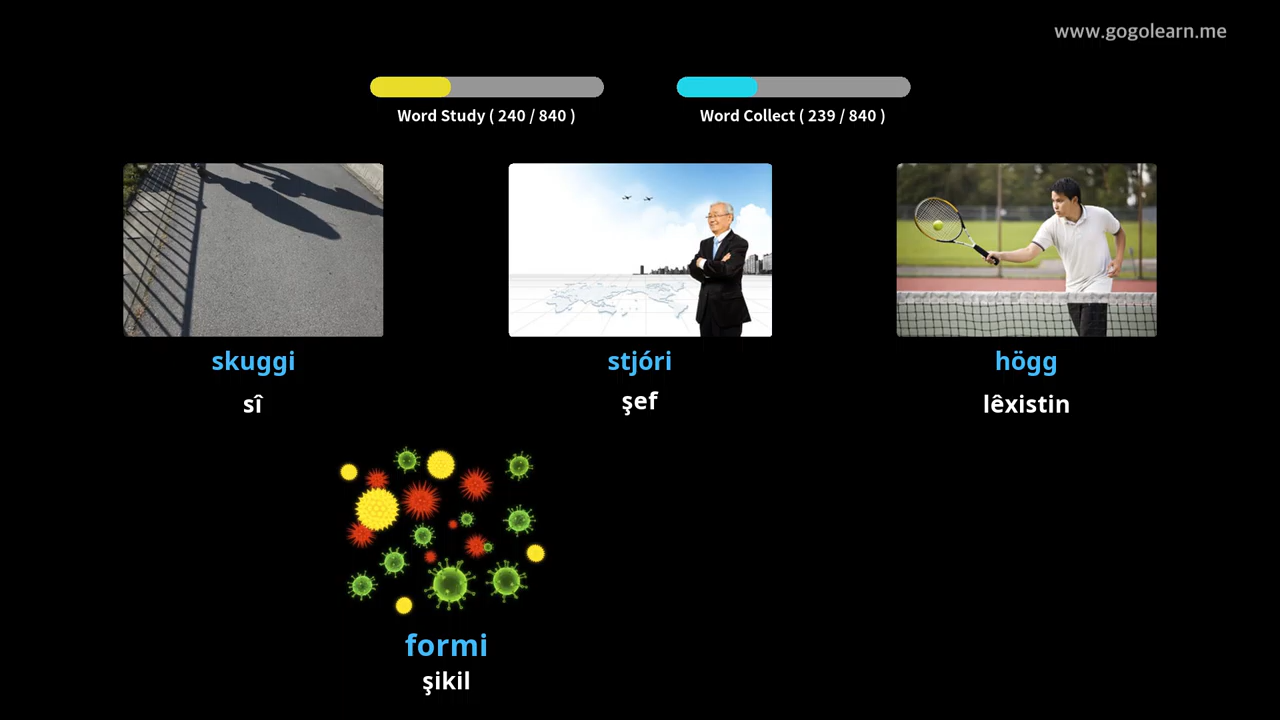 www.gogolearn.me
Word Study ( 240 / 840 )
Word Collect ( 239 / 840 )
skuggi
sî
stjóri
şef
högg
lêxistin
formi
şikil